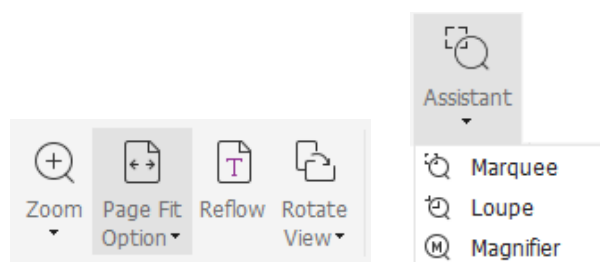 Assistant
Zoom
Page Fit
Option
Reflow
Rotate
View
Marquee
Loupe
Magnifier